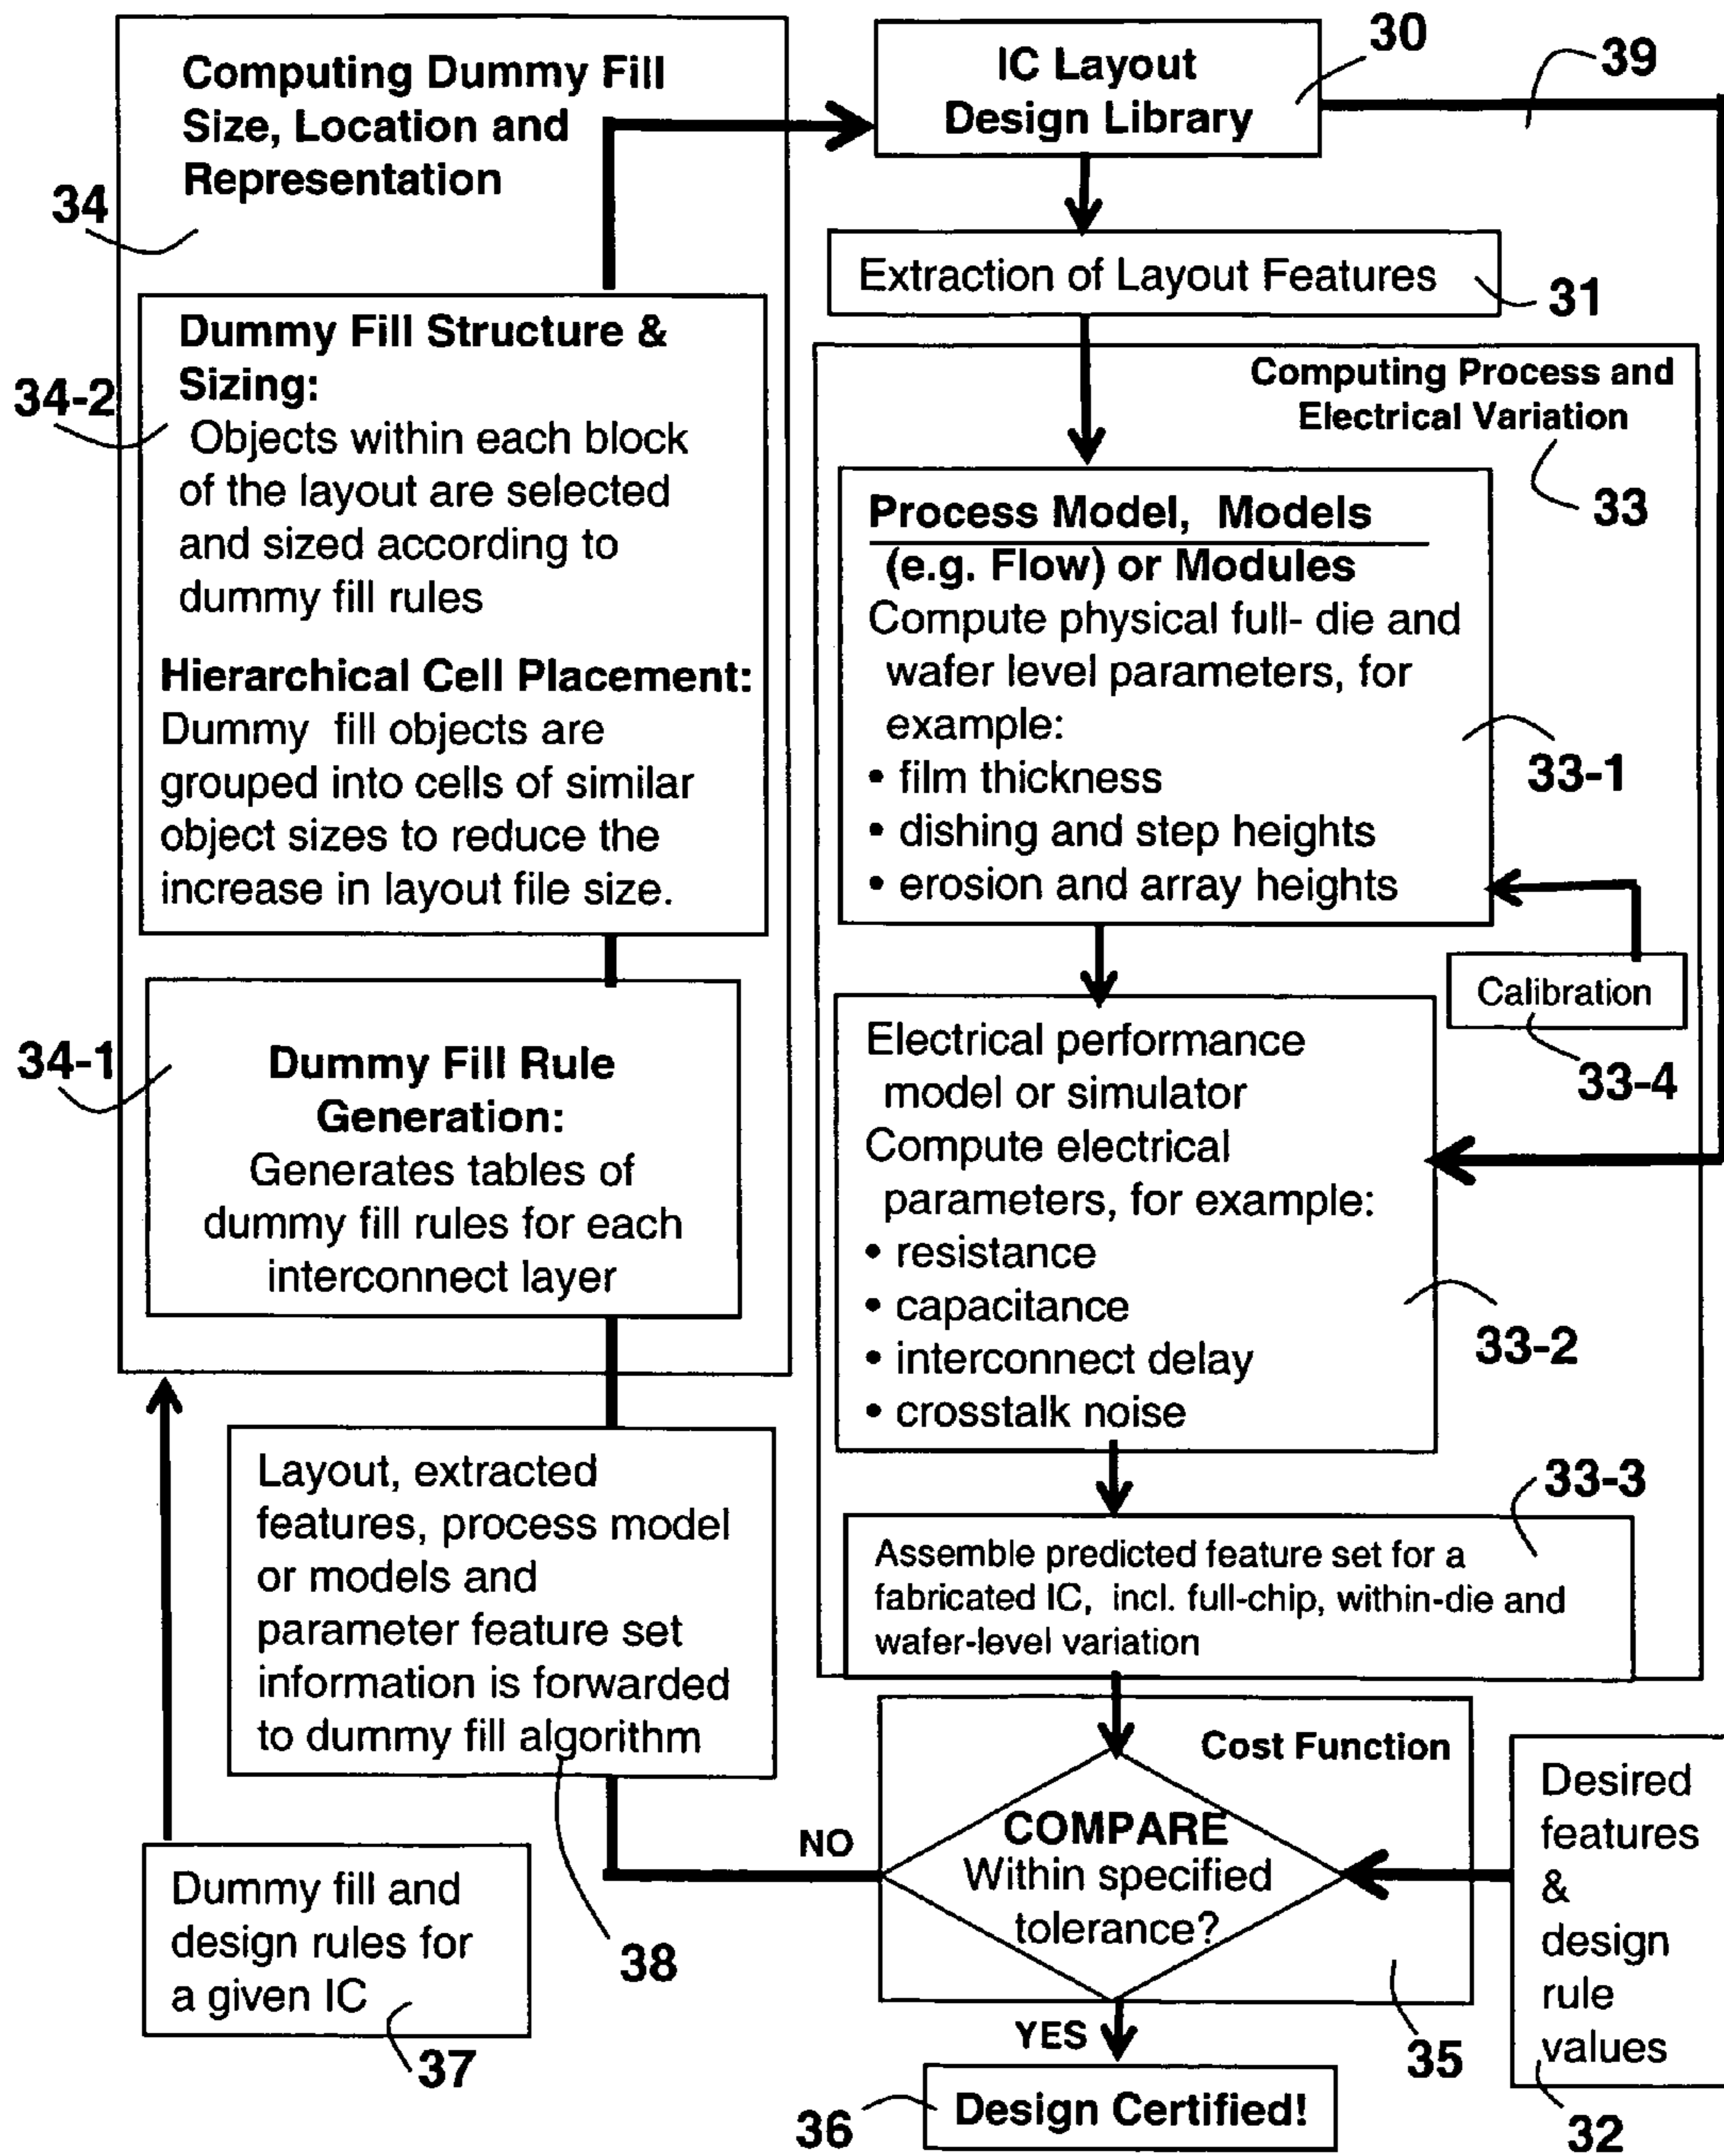 Computing Dummy Fill
Size, Location and
Representation
34
34-2
Dummy Fill Structure &
Sizing:
Objects within each block
of the layout are selected
and sized according to
dummy fill rules
Hierarchical Cell Placement:
Dummy fill objects are
grouped into cells of similar
object sizes to reduce the
increase in layout file size.
34-1
Dummy Fill Rule
Generation:
Generates tables of
dummy fill rules for each
interconnect layer
Layout, extracted
features, process model
or models and
parameter feature set
information is forwarded
to dummy fill algorithm
38
Dummy fill and
design rules for
a given IC
37
IC Layout
Design Library
30
39
Extraction of Layout Features
31
Computing Process and
Electrical Variation
33
Process Model, Models
(e.g. Flow) or Modules
Compute physical full- die and
wafer level parameters, for
example:
• film thickness
• dishing and step heights
• erosion and array heights
33-1
Calibration
33-4
Electrical performance
model or simulator
Compute electrical
parameters, for example:
• resistance
• capacitance
• interconnect delay
• crosstalk noise
33-2
33-3
Assemble predicted feature set for a
fabricated IC, incl. full-chip, within-die and
wafer-level variation
Cost Function
COMPARE
Within specified
tolerance?
NO
YES
35
Desired
features
&
design
rule
values
32
36
Design Certified!